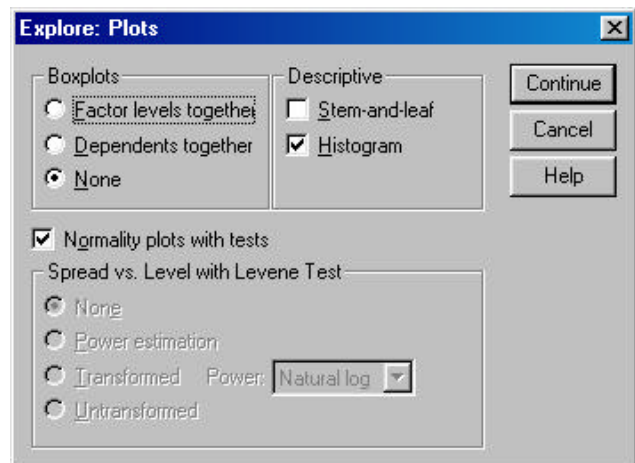 Explore: Plots
Boxplots
Factor levels together
Dependents together
None
Descriptive
Stem-and-leaf
Histogram
Continue
Cancel
Help
Normality plots with tests
Spread vs. Level with Levene Test
None
Power estimation
Transformed Power: Natural log
Untransformed